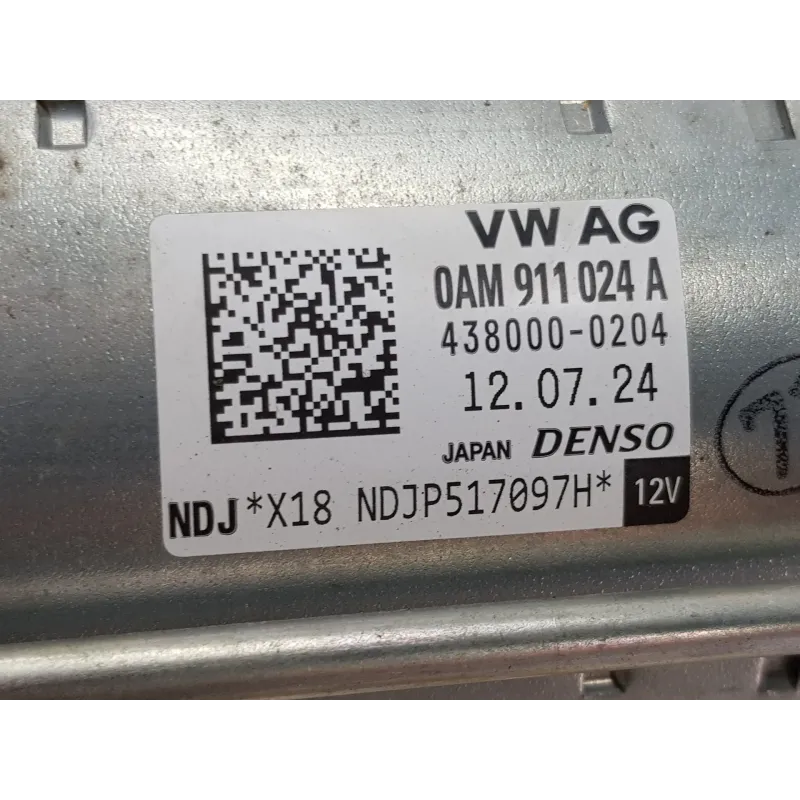 VW AG
0AM 911 024 A
438000-0204
12.07.24
JAPAN DENSO
NDJ *X18 NDJP517097H* 12V